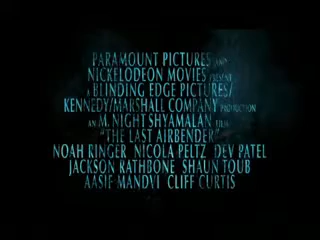 PARAMOUNT PICTURES AND
NICKELODEON MOVIES PRESENT
A BLINDING EDGE PICTURES/
KENNEDY/MARSHALL COMPANY PRODUCTION
AN M. NIGHT SHYAMALAN FILM
"THE LAST AIRBENDER"
NOAH RINGER NICOLA PELTZ DEV PATEL
JACKSON RATHBONE SHAUN TOUB
AASIF MANDVI CLIFF CURTIS